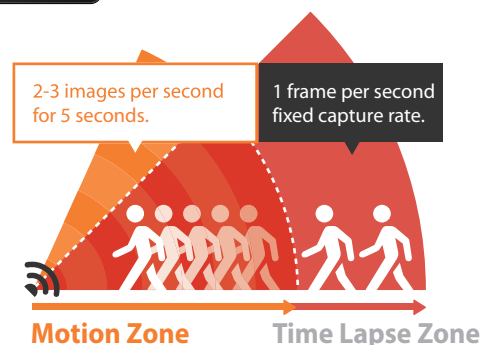 2-3 images per second
for 5 seconds.
1 frame per second
fixed capture rate.
Motion Zone
Time Lapse Zone